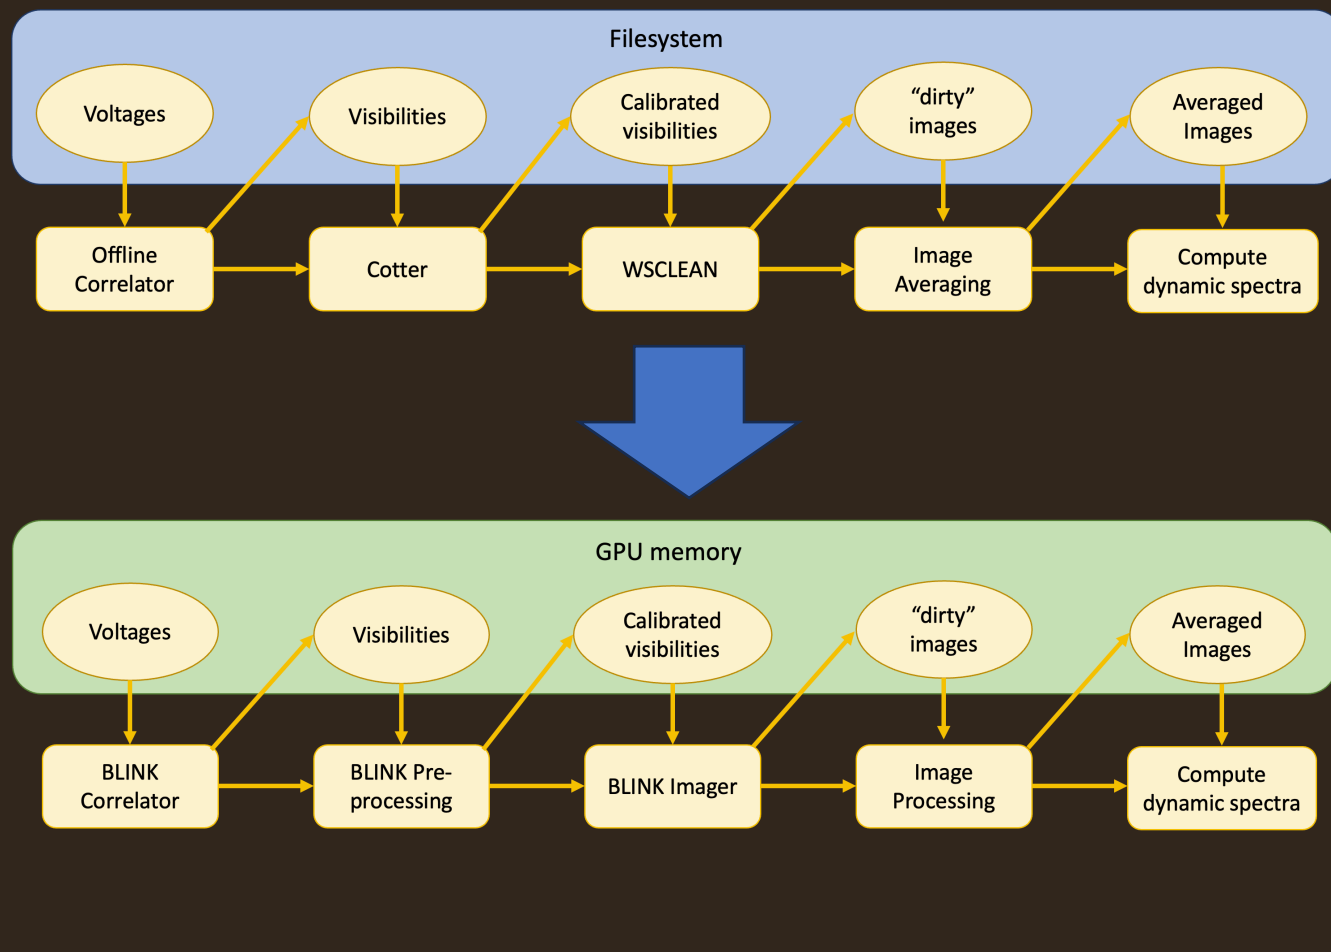 Filesystem
Voltages
Visibilities
Calibrated
visibilities
“dirty”
images
Averaged
Images
Offline
Correlator
Cotter
WSCLEAN
Image
Averaging
Compute
dynamic spectra
GPU memory
Voltages
Visibilities
Calibrated
visibilities
“dirty”
images
Averaged
Images
BLINK
Correlator
BLINK Pre-
processing
BLINK Imager
Image
Processing
Compute
dynamic spectra